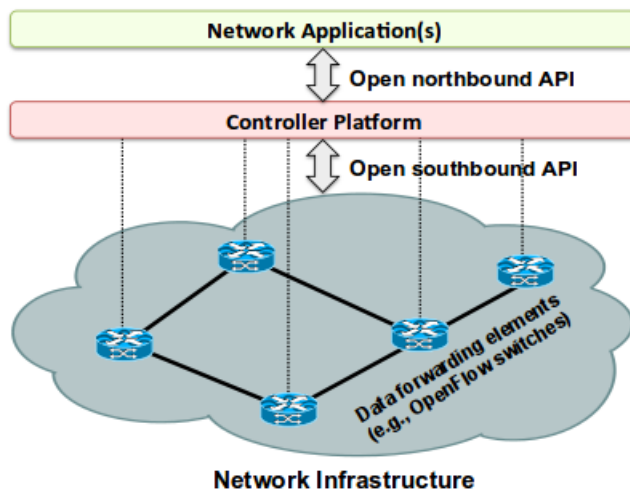 Network Application(s)
Open northbound API
Controller Platform
Open southbound API
Data forwarding elements
(e.g., OpenFlow switches)
Network Infrastructure